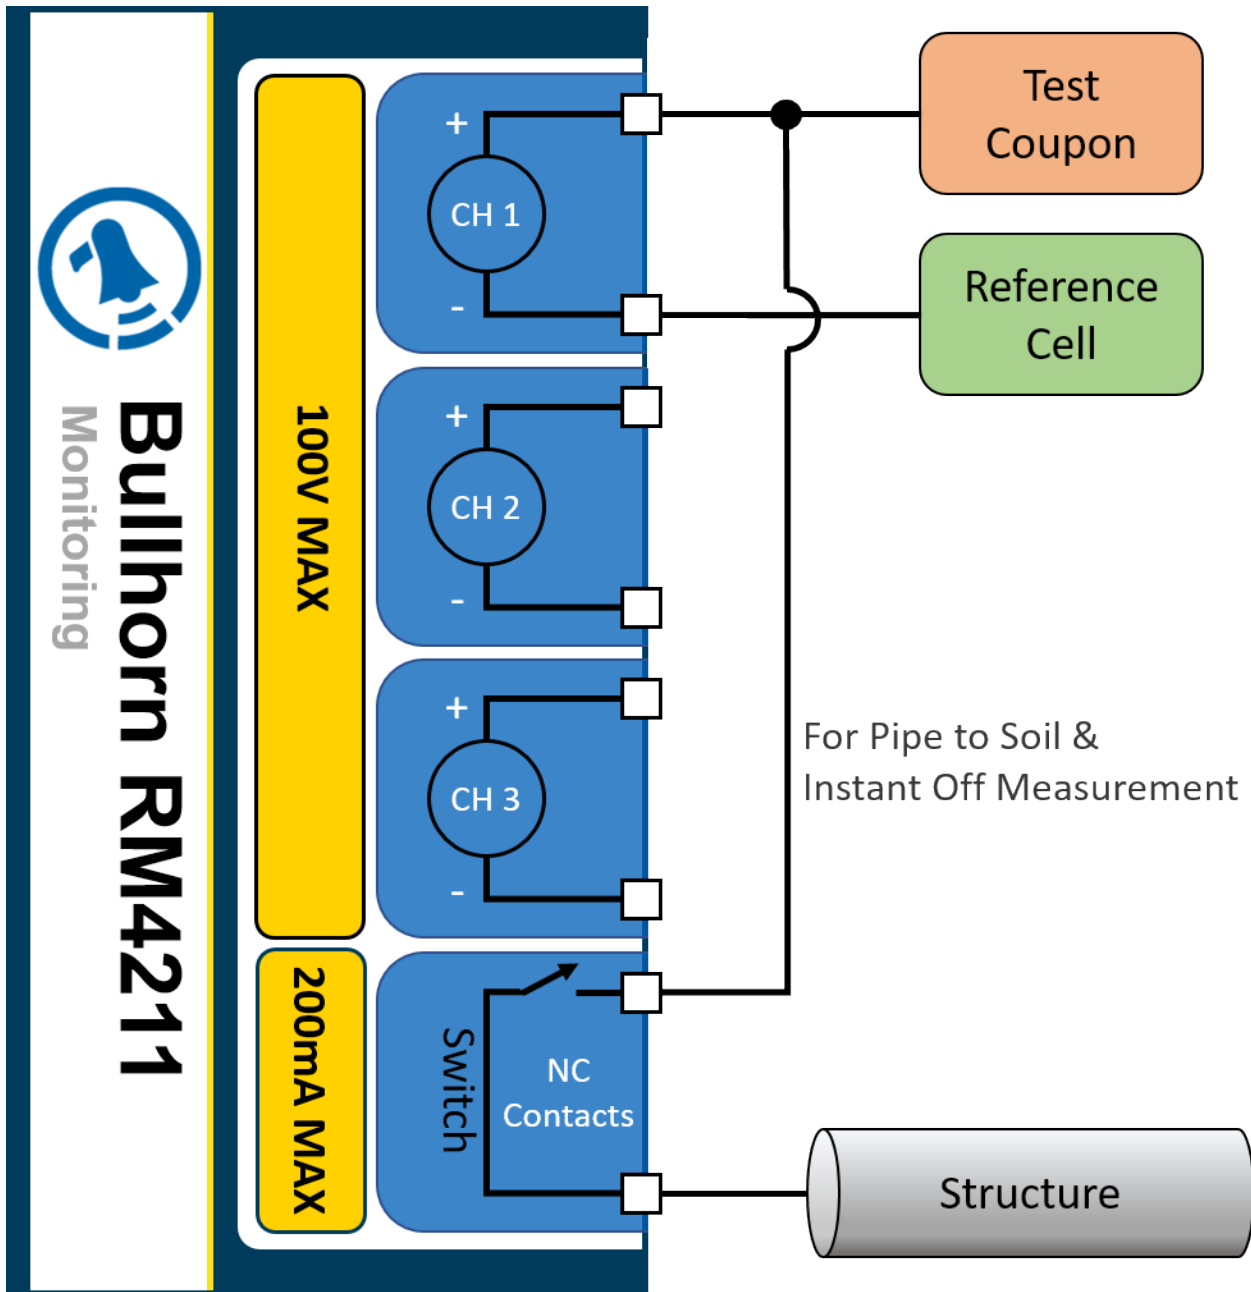 Bullhorn RM4211
Monitoring
100V MAX
200mA MAX
+
CH 1
-
+
CH 2
-
+
CH 3
-
Switch
NC
Contacts
Test
Coupon
Reference
Cell
For Pipe to Soil &
Instant Off Measurement
Structure